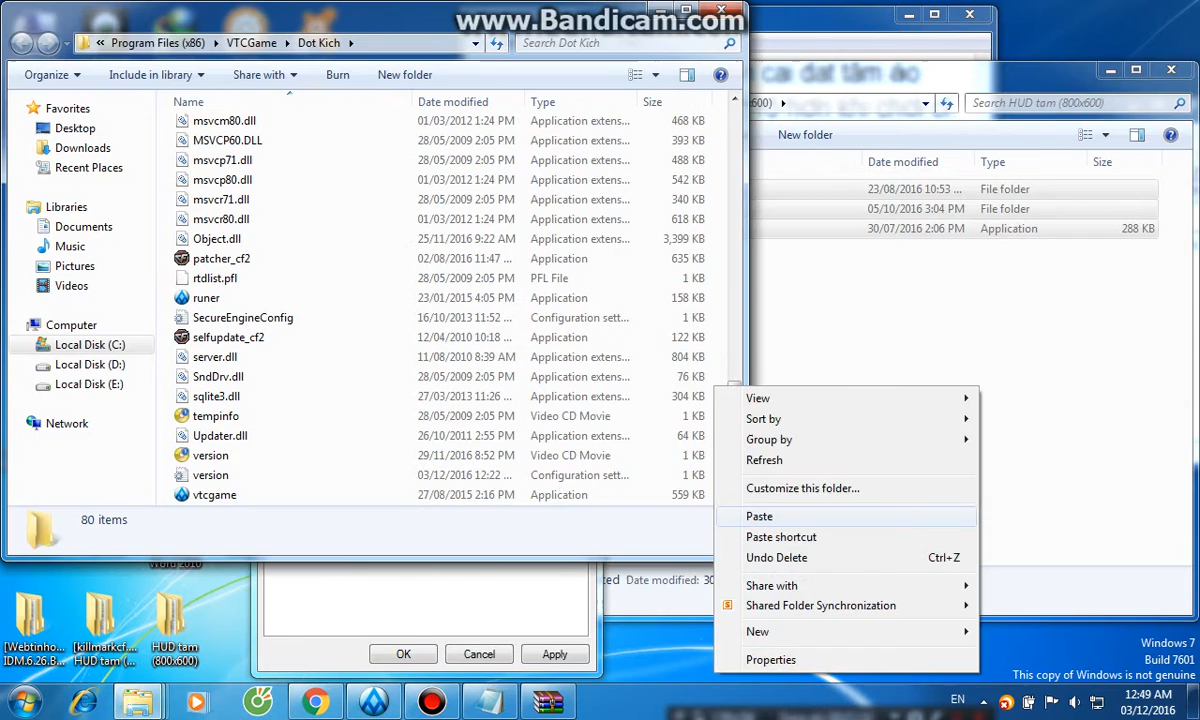 www.Bandicam.com
« Program Files (x86) VTCGame Dot Kich
Search Dot Kich
Organize Include in library Share with Burn New folder
Favorites
Desktop
Downloads
Recent Places
Libraries
Documents
Music
Pictures
Videos
Computer
Local Disk (C:)
Local Disk (D:)
Local Disk (E:)
Network
Name Date modified Type Size
msvcm80.dll 01/03/2012 1:24 PM Application extens... 468 KB
MSVCP60.DLL 28/05/2009 2:05 PM Application extens... 393 KB
msvcp71.dll 28/05/2009 2:05 PM Application extens... 488 KB
msvcp80.dll 01/03/2012 1:24 PM Application extens... 542 KB
msvcr71.dll 28/05/2009 2:05 PM Application extens... 340 KB
msvcr80.dll 01/03/2012 1:24 PM Application extens... 618 KB
Object.dll 25/11/2016 9:22 AM Application extens... 3,399 KB
patcher_cf2 02/08/2016 11:47 ... Application 635 KB
rtdlist.pfl 28/05/2009 2:05 PM PFL File 1 KB
runer 23/01/2015 4:05 PM Application 158 KB
SecureEngineConfig 16/10/2013 11:52 ... Configuration sett... 1 KB
selfupdate_cf2 12/04/2010 10:18 ... Application 122 KB
server.dll 11/08/2010 8:39 AM Application extens... 804 KB
SndDrv.dll 28/05/2009 2:05 PM Application extens... 76 KB
sqlite3.dll 27/03/2013 11:26 ... Application extens... 304 KB
tempinfo 28/05/2009 2:05 PM Video CD Movie 1 KB
Updater.dll 26/10/2011 2:55 PM Application extens... 64 KB
version 29/11/2016 8:52 PM Video CD Movie 1 KB
version 03/12/2016 12:22 ... Configuration sett... 1 KB
vtcgame 27/08/2015 2:16 PM Application 559 KB
80 items
cai dat tâm ảo
600)
Search HUD tam (800x600)
New folder
Date modified Type Size
23/08/2016 10:53 ... File folder
05/10/2016 3:04 PM File folder
30/07/2016 2:06 PM Application 288 KB
View
Sort by
Group by
Refresh
Customize this folder...
Paste
Paste shortcut
Undo Delete Ctrl+Z
Share with
Shared Folder Synchronization
New
Properties
Date modified: 30
Word 2010
[Webtinho...
IDM.6.26.B...
[killmarkcf...
HUD tam (...
HUD tam
(800x600)
OK Cancel Apply
Windows 7
Build 7601
This copy of Windows is not genuine
EN
12:49 AM
03/12/2016